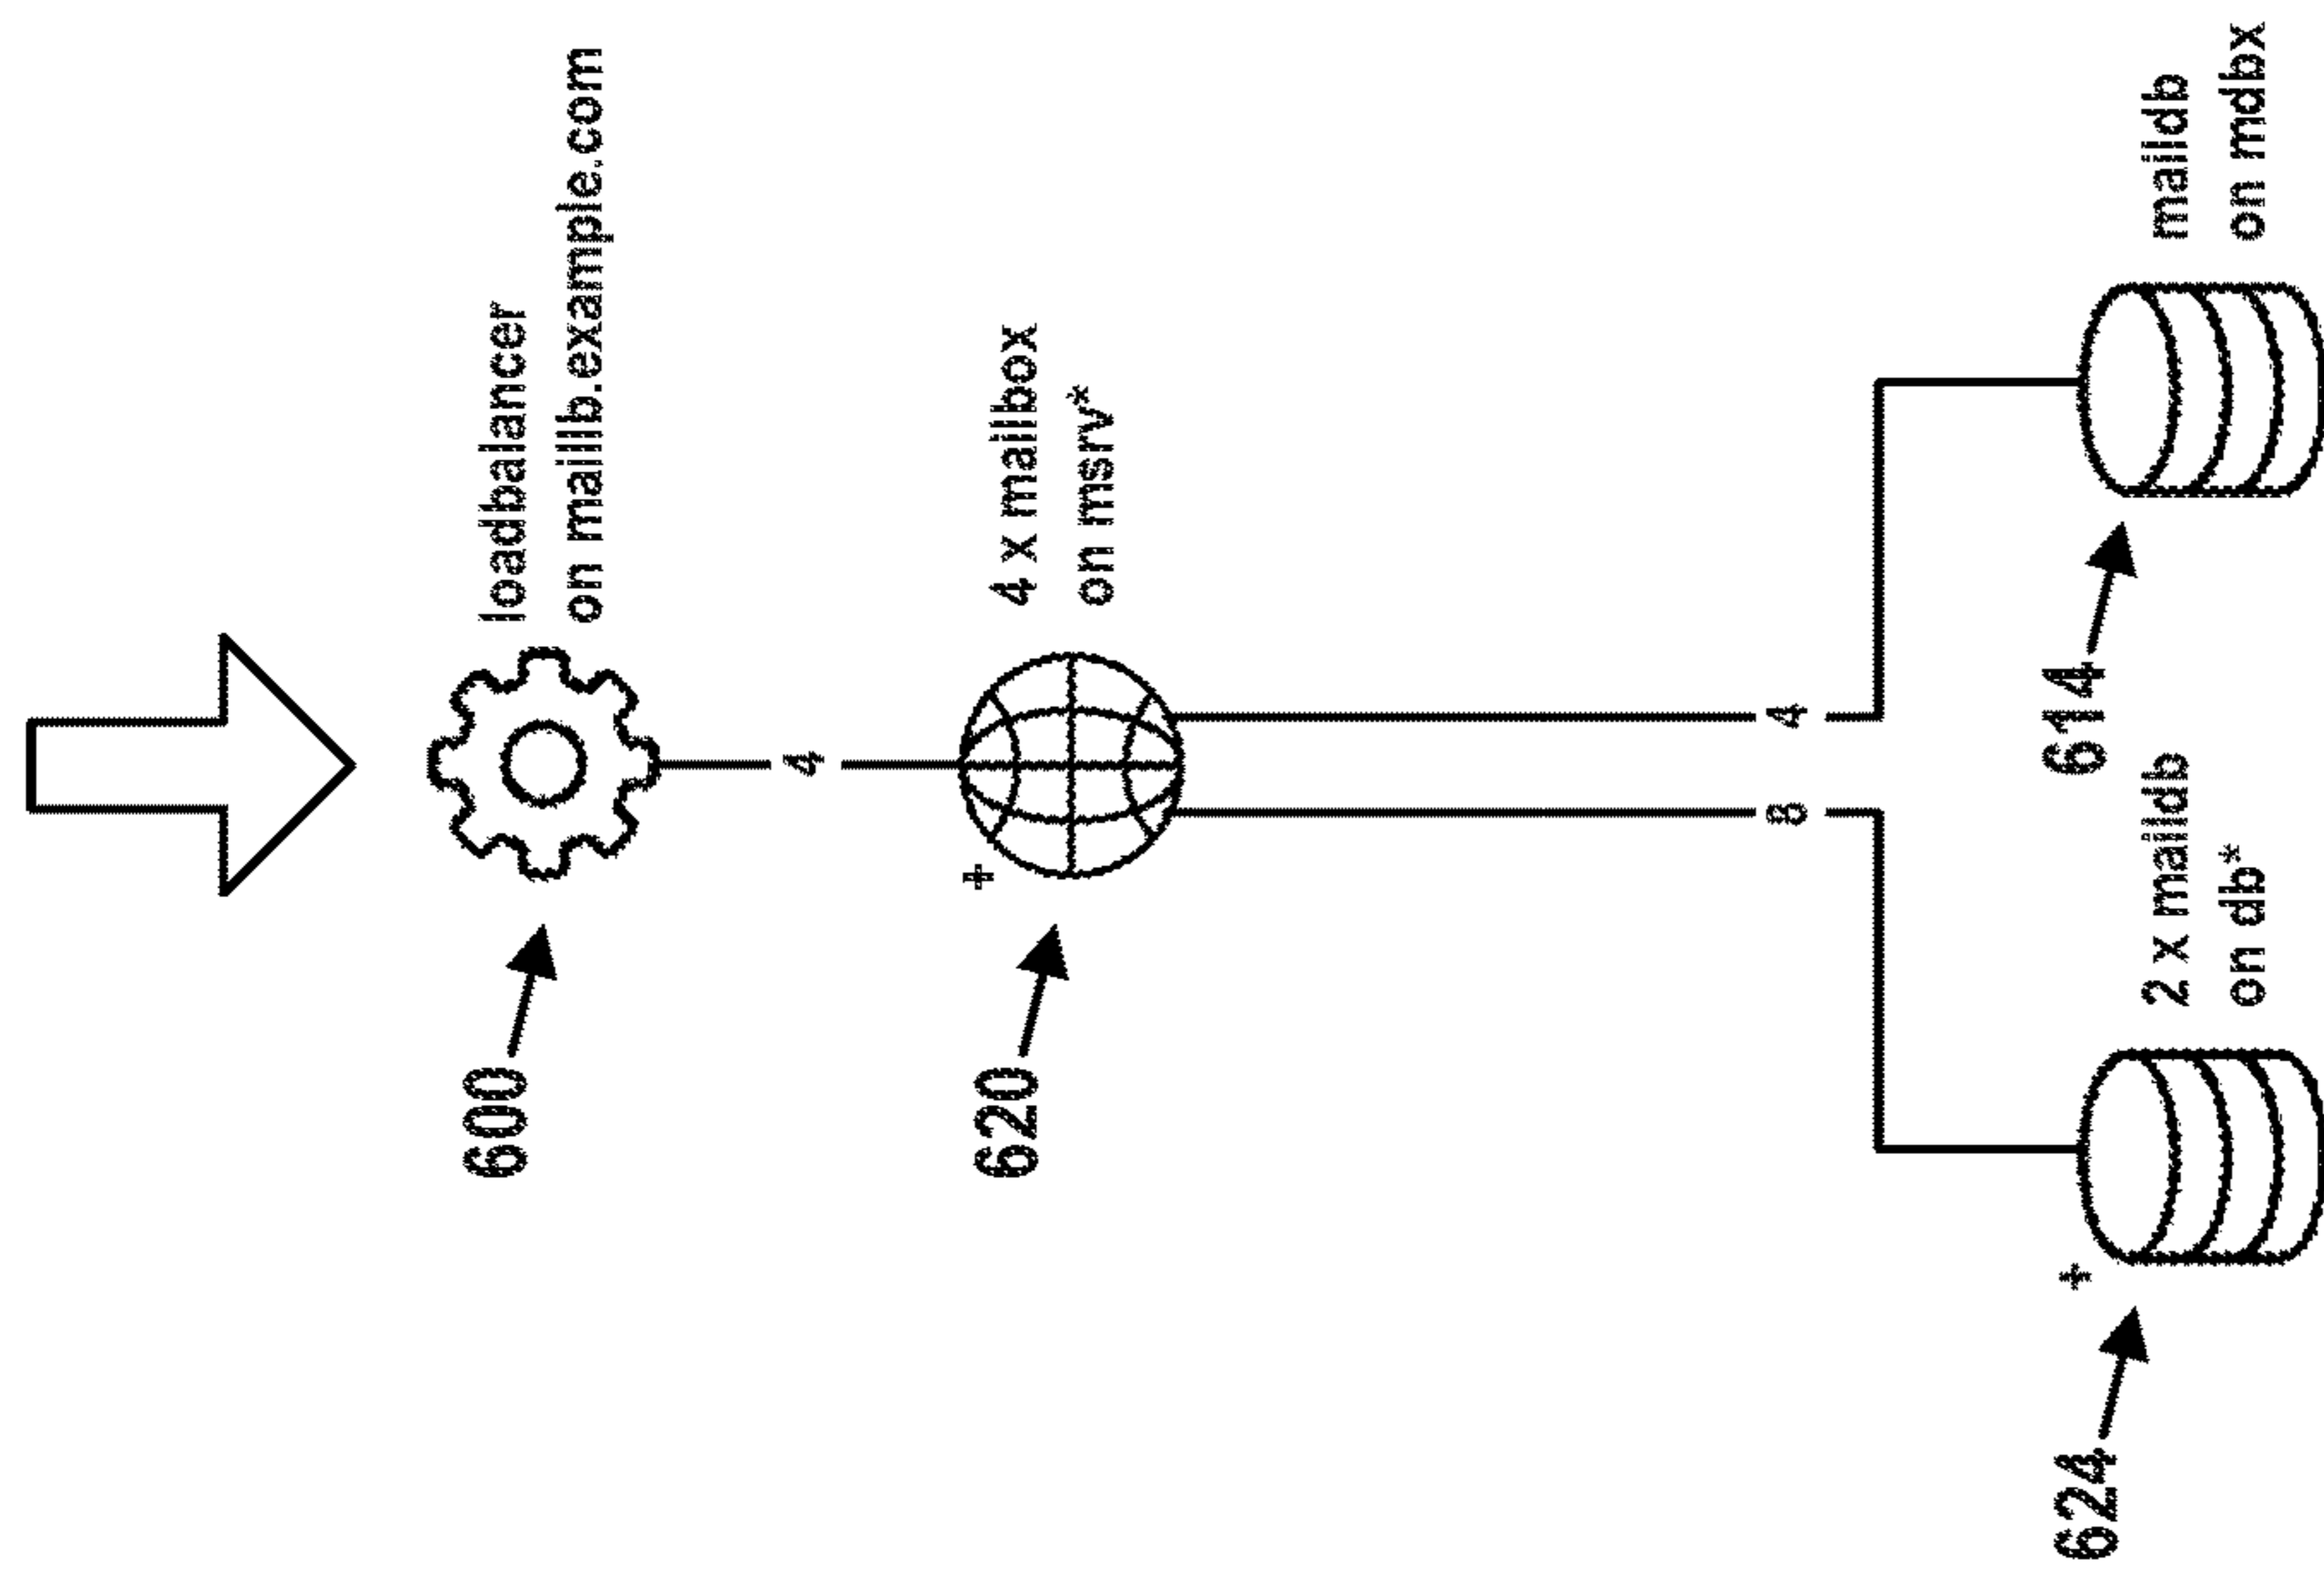 600
loadbalancer
on maillb.example.com
4
620
+
4 x mailbox
on msrv*
8
4
624
+
2 x maildb
on db*
614
maildb
on mdbx